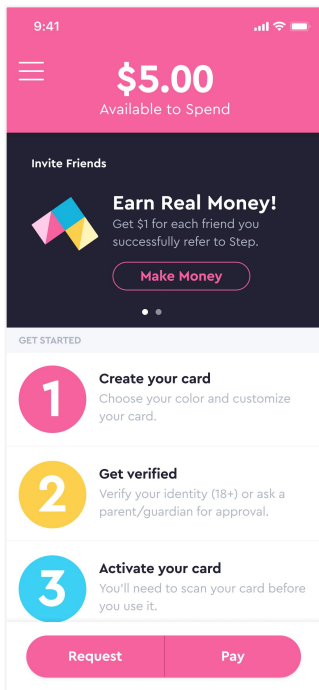 9:41
$5.00
Available to Spend
Invite Friends
Earn Real Money!
Get $1 for each friend you
successfully refer to Step.
Make Money
GET STARTED
1
Create your card
Choose your color and customize
your card.
2
Get verified
Verify your identity (18+) or ask a
parent/guardian for approval.
3
Activate your card
You'll need to scan your card before
you use it.
Request
Pay